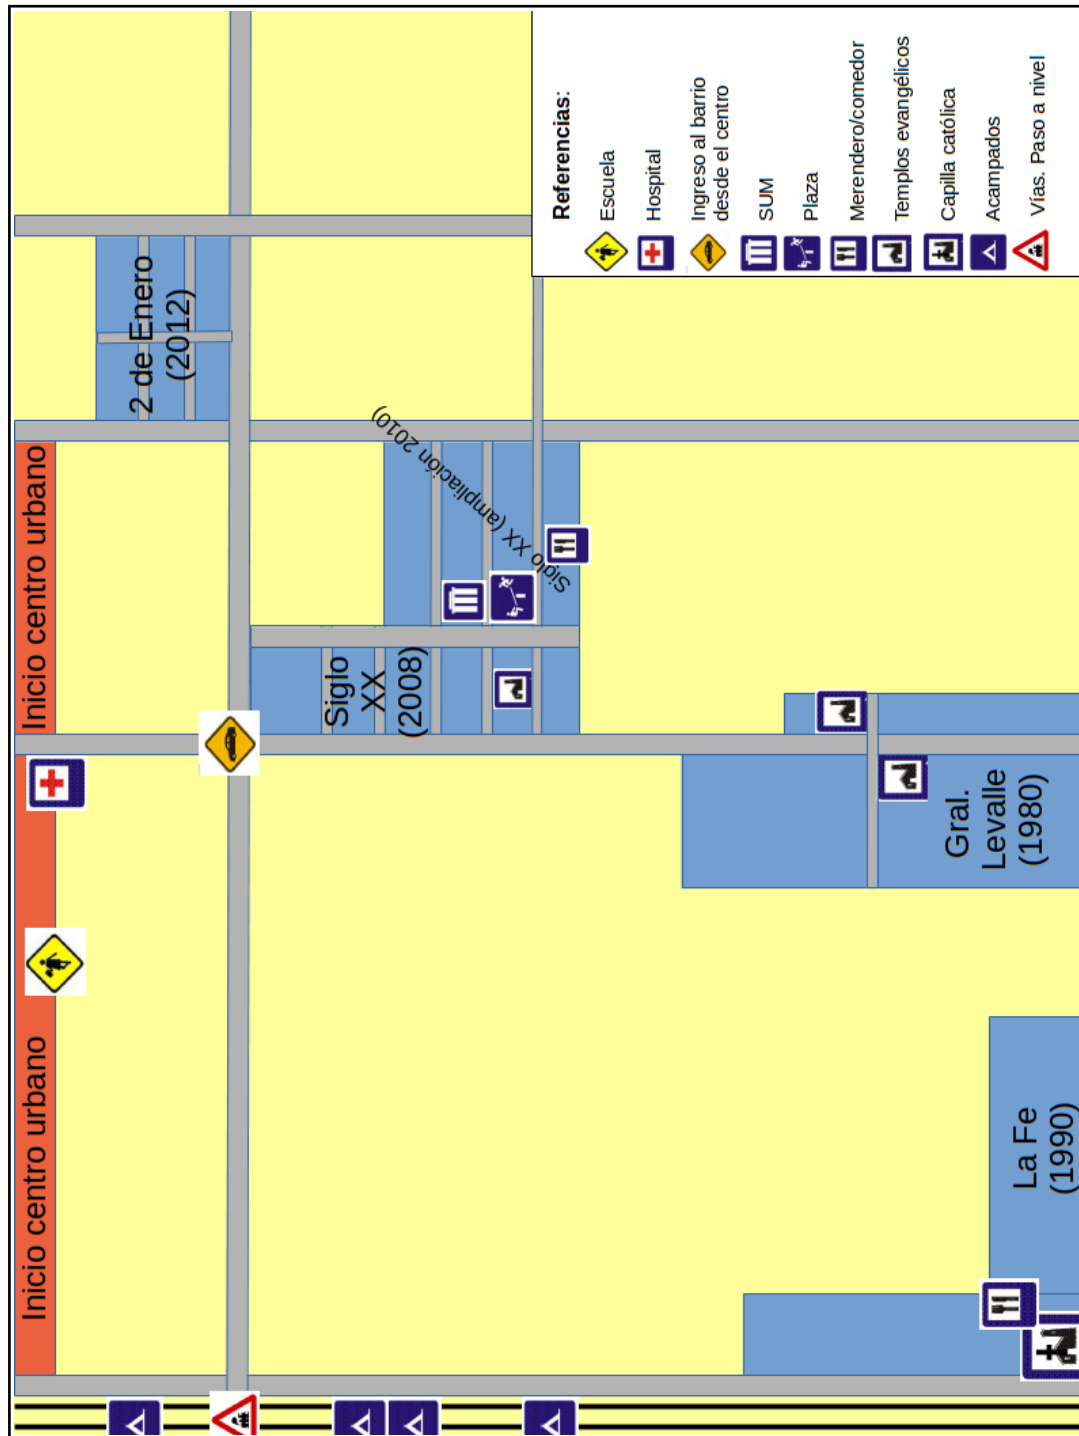 Inicio centro urbano
Inicio centro urbano
2 de Enero
(2012)
Siglo XX (ampliación 2010)
Siglo
XX
(2008)
Gral.
Levalle
(1980)
La Fe
(1990)
Referencias:
Escuela
Hospital
Ingreso al barrio
desde el centro
SUM
Plaza
Merendero/comedor
Templos evangélicos
Capilla católica
Acampados
Vías. Paso a nivel